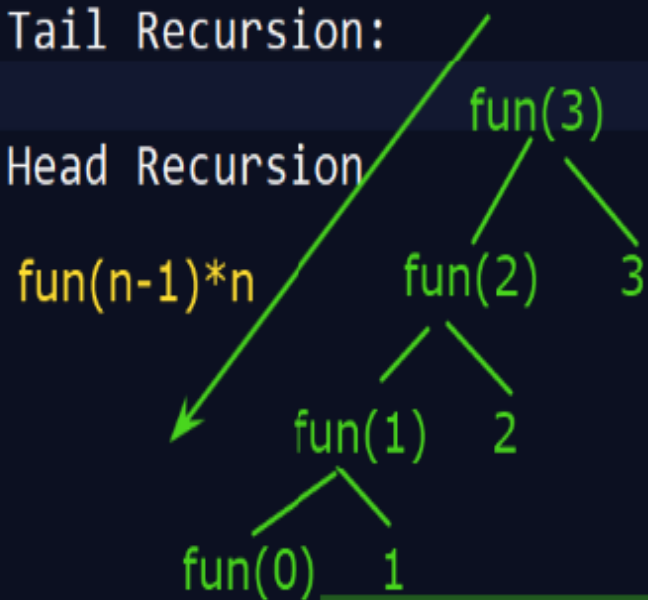 Tail Recursion:
fun(3)
Head Recursion
fun(n-1)*n
fun(2) 3
fun(1) 2
fun(0) 1